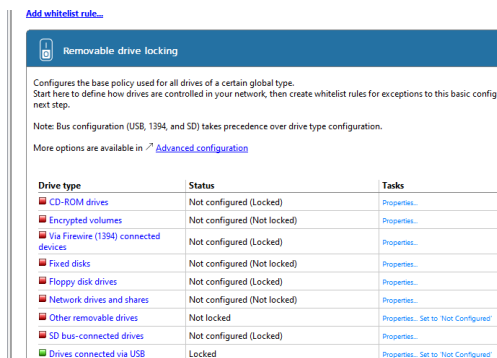 Add whitelist rule...
Removable drive locking
Configures the base policy used for all drives of a certain global type.
Start here to define how drives are controlled in your network, then create whitelist rules for exceptions to this basic config
next step.
Note: Bus configuration (USB, 1394, and SD) takes precedence over drive type configuration.
More options are available in Advanced configuration
Drive type Status Tasks
CD-ROM drives Not configured (Locked) Properties...
Encrypted volumes Not configured (Not locked) Properties...
Via Firewire (1394) connected
devices Not configured (Locked) Properties...
Fixed disks Not configured (Not locked) Properties...
Floppy disk drives Not configured (Locked) Properties...
Network drives and shares Not configured (Not locked) Properties...
Other removable drives Not locked Properties... Set to 'Not Configured'
SD bus-connected drives Not configured (Locked) Properties...
Drives connected via USB Locked Properties... Set to 'Not Configured'